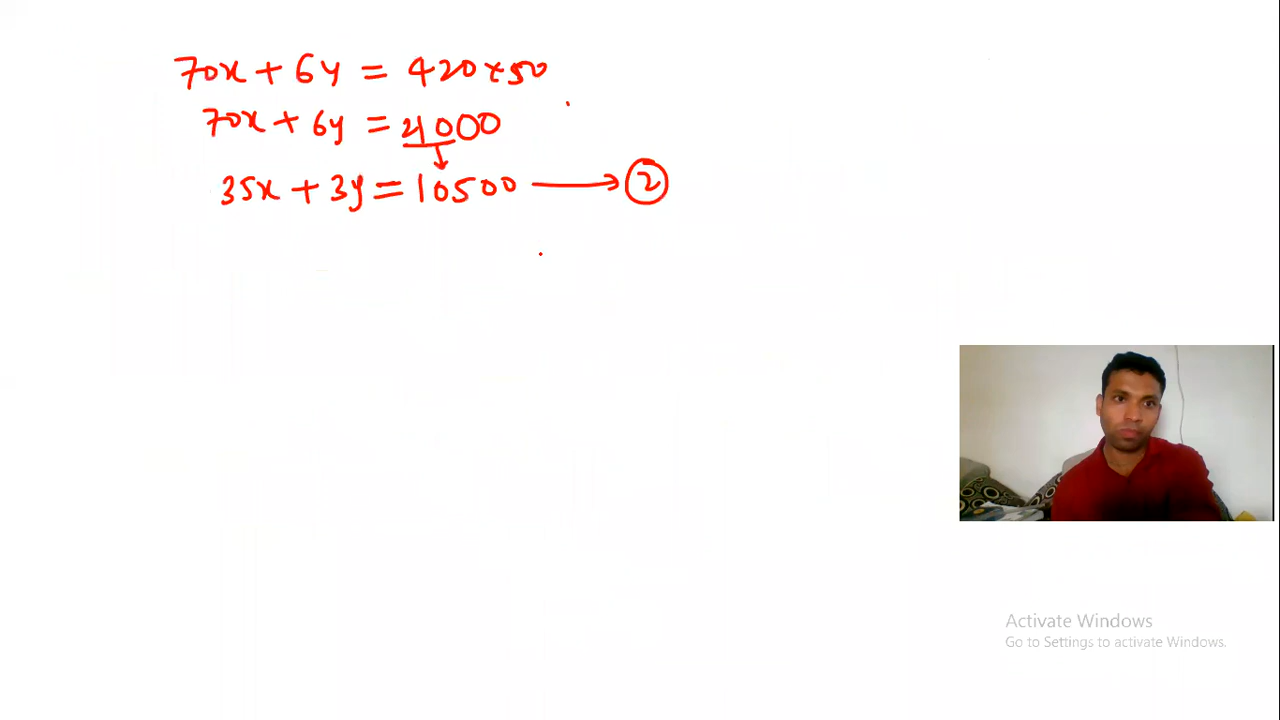 70x + 6y = 420×50
70x + 6y = 21000
35x + 3y = 10500 → ②
Activate Windows
Go to Settings to activate Windows.